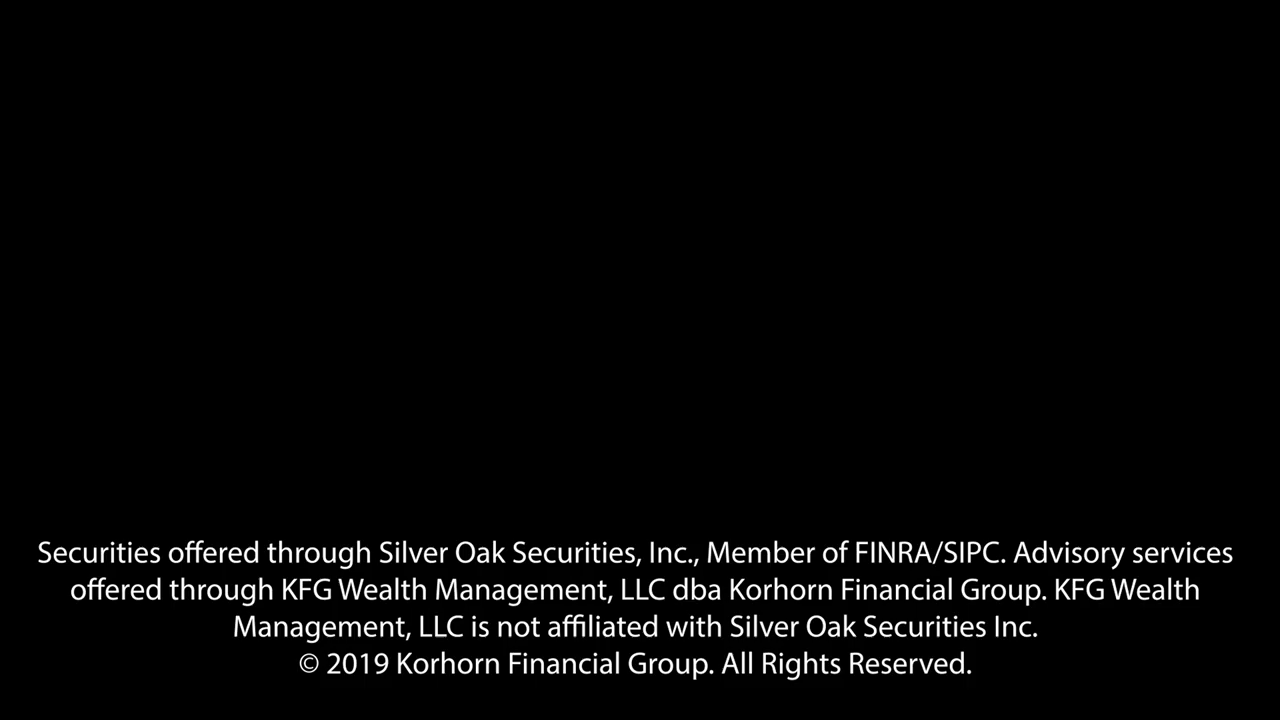 Securities offered through Silver Oak Securities, Inc., Member of FINRA/SIPC. Advisory services
offered through KFG Wealth Management, LLC dba Korhorn Financial Group. KFG Wealth
Management, LLC is not affiliated with Silver Oak Securities Inc.
© 2019 Korhorn Financial Group. All Rights Reserved.